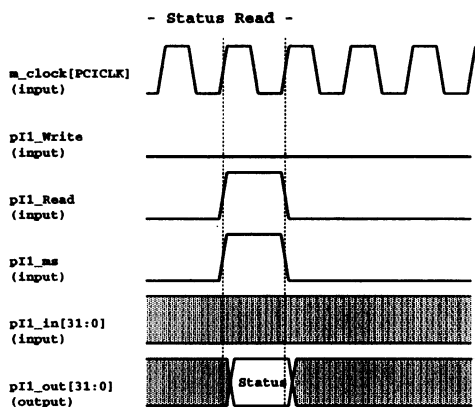 - Status Read -
m_clock[PCICLK]
(input)
pI1_Write
(input)
pI1_Read
(input)
pI1_ms
(input)
pI1_in[31:0]
(input)
Status
pI1_out[31:0]
(output)